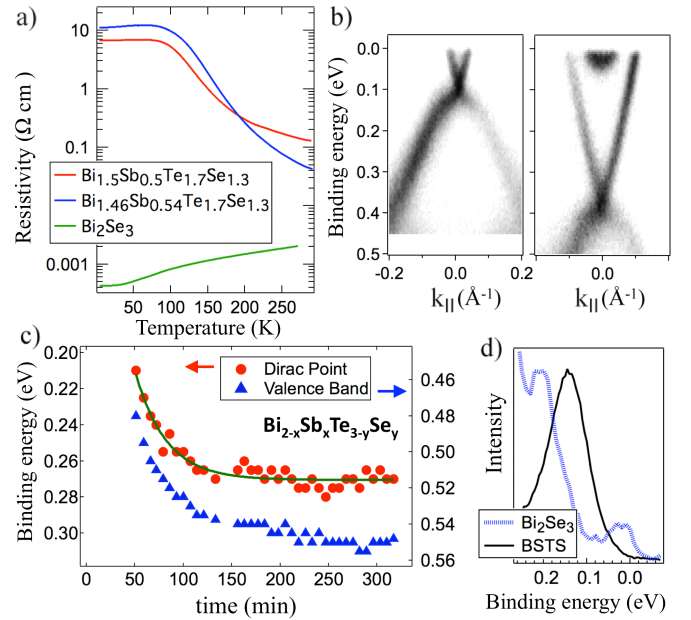 a)
Resistivity (Ω cm)
10
1
0.1
0.001
Bi1.5Sb0.5Te1.7Se1.3
Bi1.46Sb0.54Te1.7Se1.3
Bi2Se3
0 50 100 150 200 250
Temperature (K)
b)
Binding energy (eV)
0.0
0.1
0.2
0.3
0.4
0.5
-0.2 0.0 0.2
k||(Å-1)
0.0
k||(Å-1)
c)
Binding energy (eV)
0.20
0.22
0.24
0.26
0.28
0.30
Dirac Point
Valence Band
Bi2-xSbxTe3-ySey
0.46
0.48
0.50
0.52
0.54
0.56
0 50 100 150 200 250 300
time (min)
d)
Intensity
Bi2Se3
BSTS
0.2 0.1 0.0
Binding energy (eV)